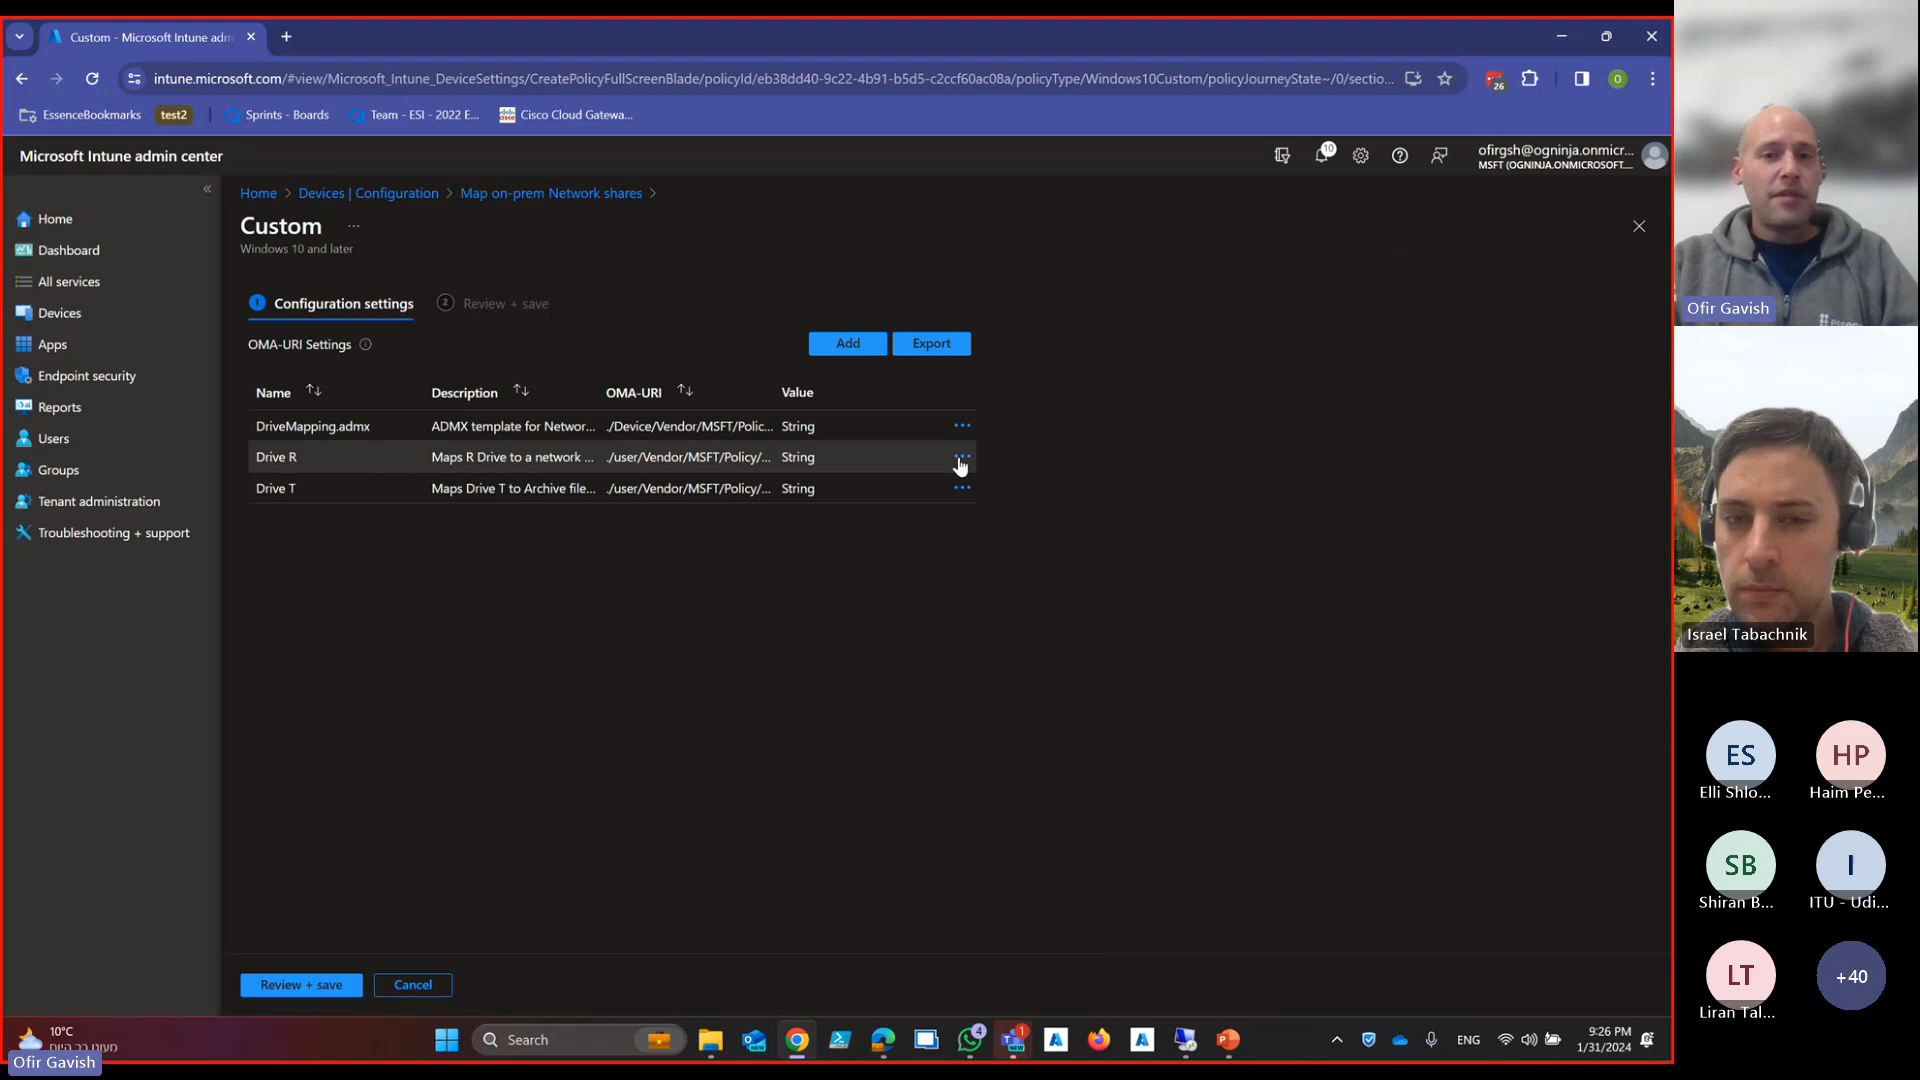 Custom - Microsoft Intune adm
intune.microsoft.com/#view/Microsoft_Intune_DeviceSettings/CreatePolicyFullScreenBlade/policyId/eb38dd40-9c22-4b91-b5d5-c2ccf60ac08a/policyType/Windows10Custom/policyJourneyState~/0/sectio...
26
O
EssenceBookmarks
test2
Sprints - Boards
Team - ESI - 2022 E...
Cisco Cloud Gatewa...
Microsoft Intune admin center
10
ofirgsh@ogninja.onmicr...
MSFT (OGNINJA.ONMICROSOFT....
Home
Dashboard
All services
Devices
Apps
Endpoint security
Reports
Users
Groups
Tenant administration
Troubleshooting + support
Home > Devices | Configuration > Map on-prem Network shares >
Custom ...
Windows 10 and later
1 Configuration settings
2 Review + save
OMA-URI Settings
Add
Export
Name Description OMA-URI Value
DriveMapping.admx ADMX template for Networ... ./Device/Vendor/MSFT/Polic... String ...
Drive R Maps R Drive to a network ... ./user/Vendor/MSFT/Policy/... String ...
Drive T Maps Drive T to Archive file... ./user/Vendor/MSFT/Policy/... String ...
Review + save
Cancel
10°C
Search
4
1
ENG
9:26 PM
1/31/2024
Ofir Gavish
Ofir Gavish
Israel Tabachnik
ES
Elli Shlo...
HP
Haim Pe...
SB
Shiran B...
I
ITU - Udi...
LT
Liran Tal...
+40